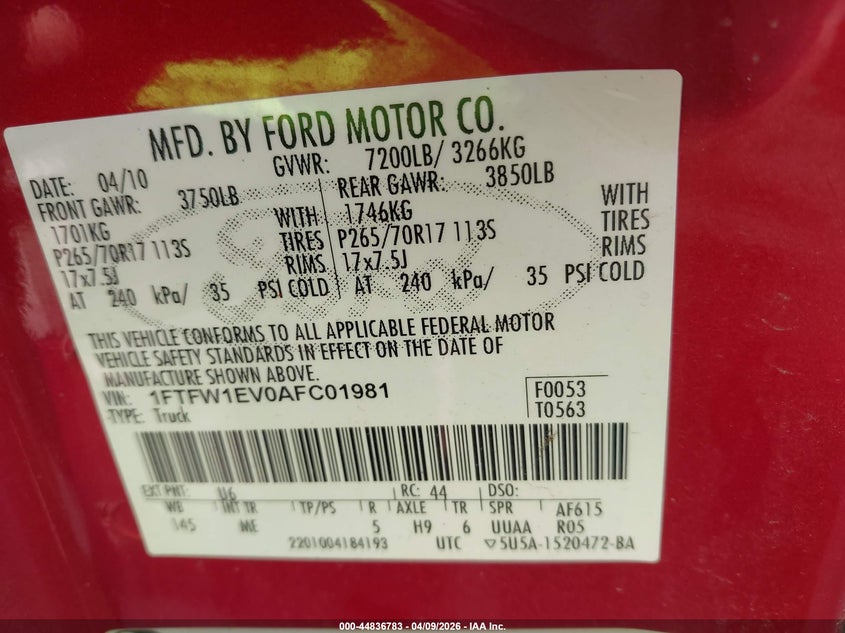 MFD. BY FORD MOTOR CO.
DATE: 04/10 GVWR: 7200LB/ 3266KG
FRONT GAWR: 3750LB REAR GAWR: 3850LB
1701KG WITH 1746KG WITH
P265/70R17 113S TIRES P265/70R17 113S TIRES
17x7.5J RIMS 17x7.5J RIMS
AT 240 kPa/ 35 PSI COLD AT 240 kPa/ 35 PSI COLD
THIS VEHICLE CONFORMS TO ALL APPLICABLE FEDERAL MOTOR
VEHICLE SAFETY STANDARDS IN EFFECT ON THE DATE OF
MANUFACTURE SHOWN ABOVE.
VIN: 1FTFW1EV0AFC01981 F0053
TYPE: Truck T0563
EXT PNT: U6 RC: 44 DSO:
WB INT TR TP/PS R AXLE TR SPR AF615
145 ME 5 H9 6 UUAA R05
2201004184193 UTC ▽5U5A-1520472-BA
000-44836783 - 04/09/2026 - IAA Inc.